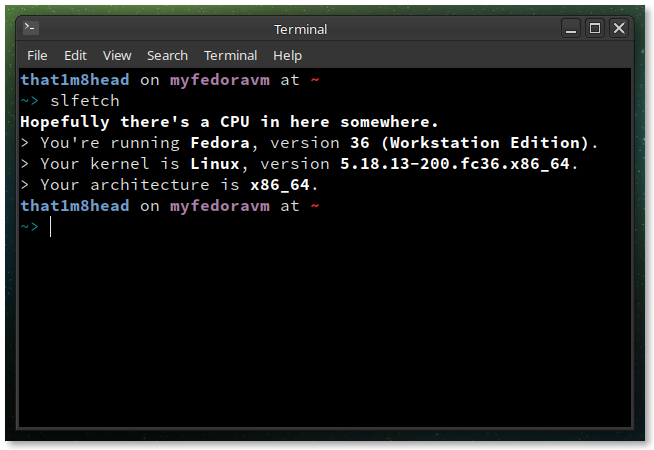 Terminal
File Edit View Search Terminal Help
that1m8head on myfedoravm at ~
~> slfetch
Hopefully there's a CPU in here somewhere.
> You're running Fedora, version 36 (Workstation Edition).
> Your kernel is Linux, version 5.18.13-200.fc36.x86_64.
> Your architecture is x86_64.
that1m8head on myfedoravm at ~
~>